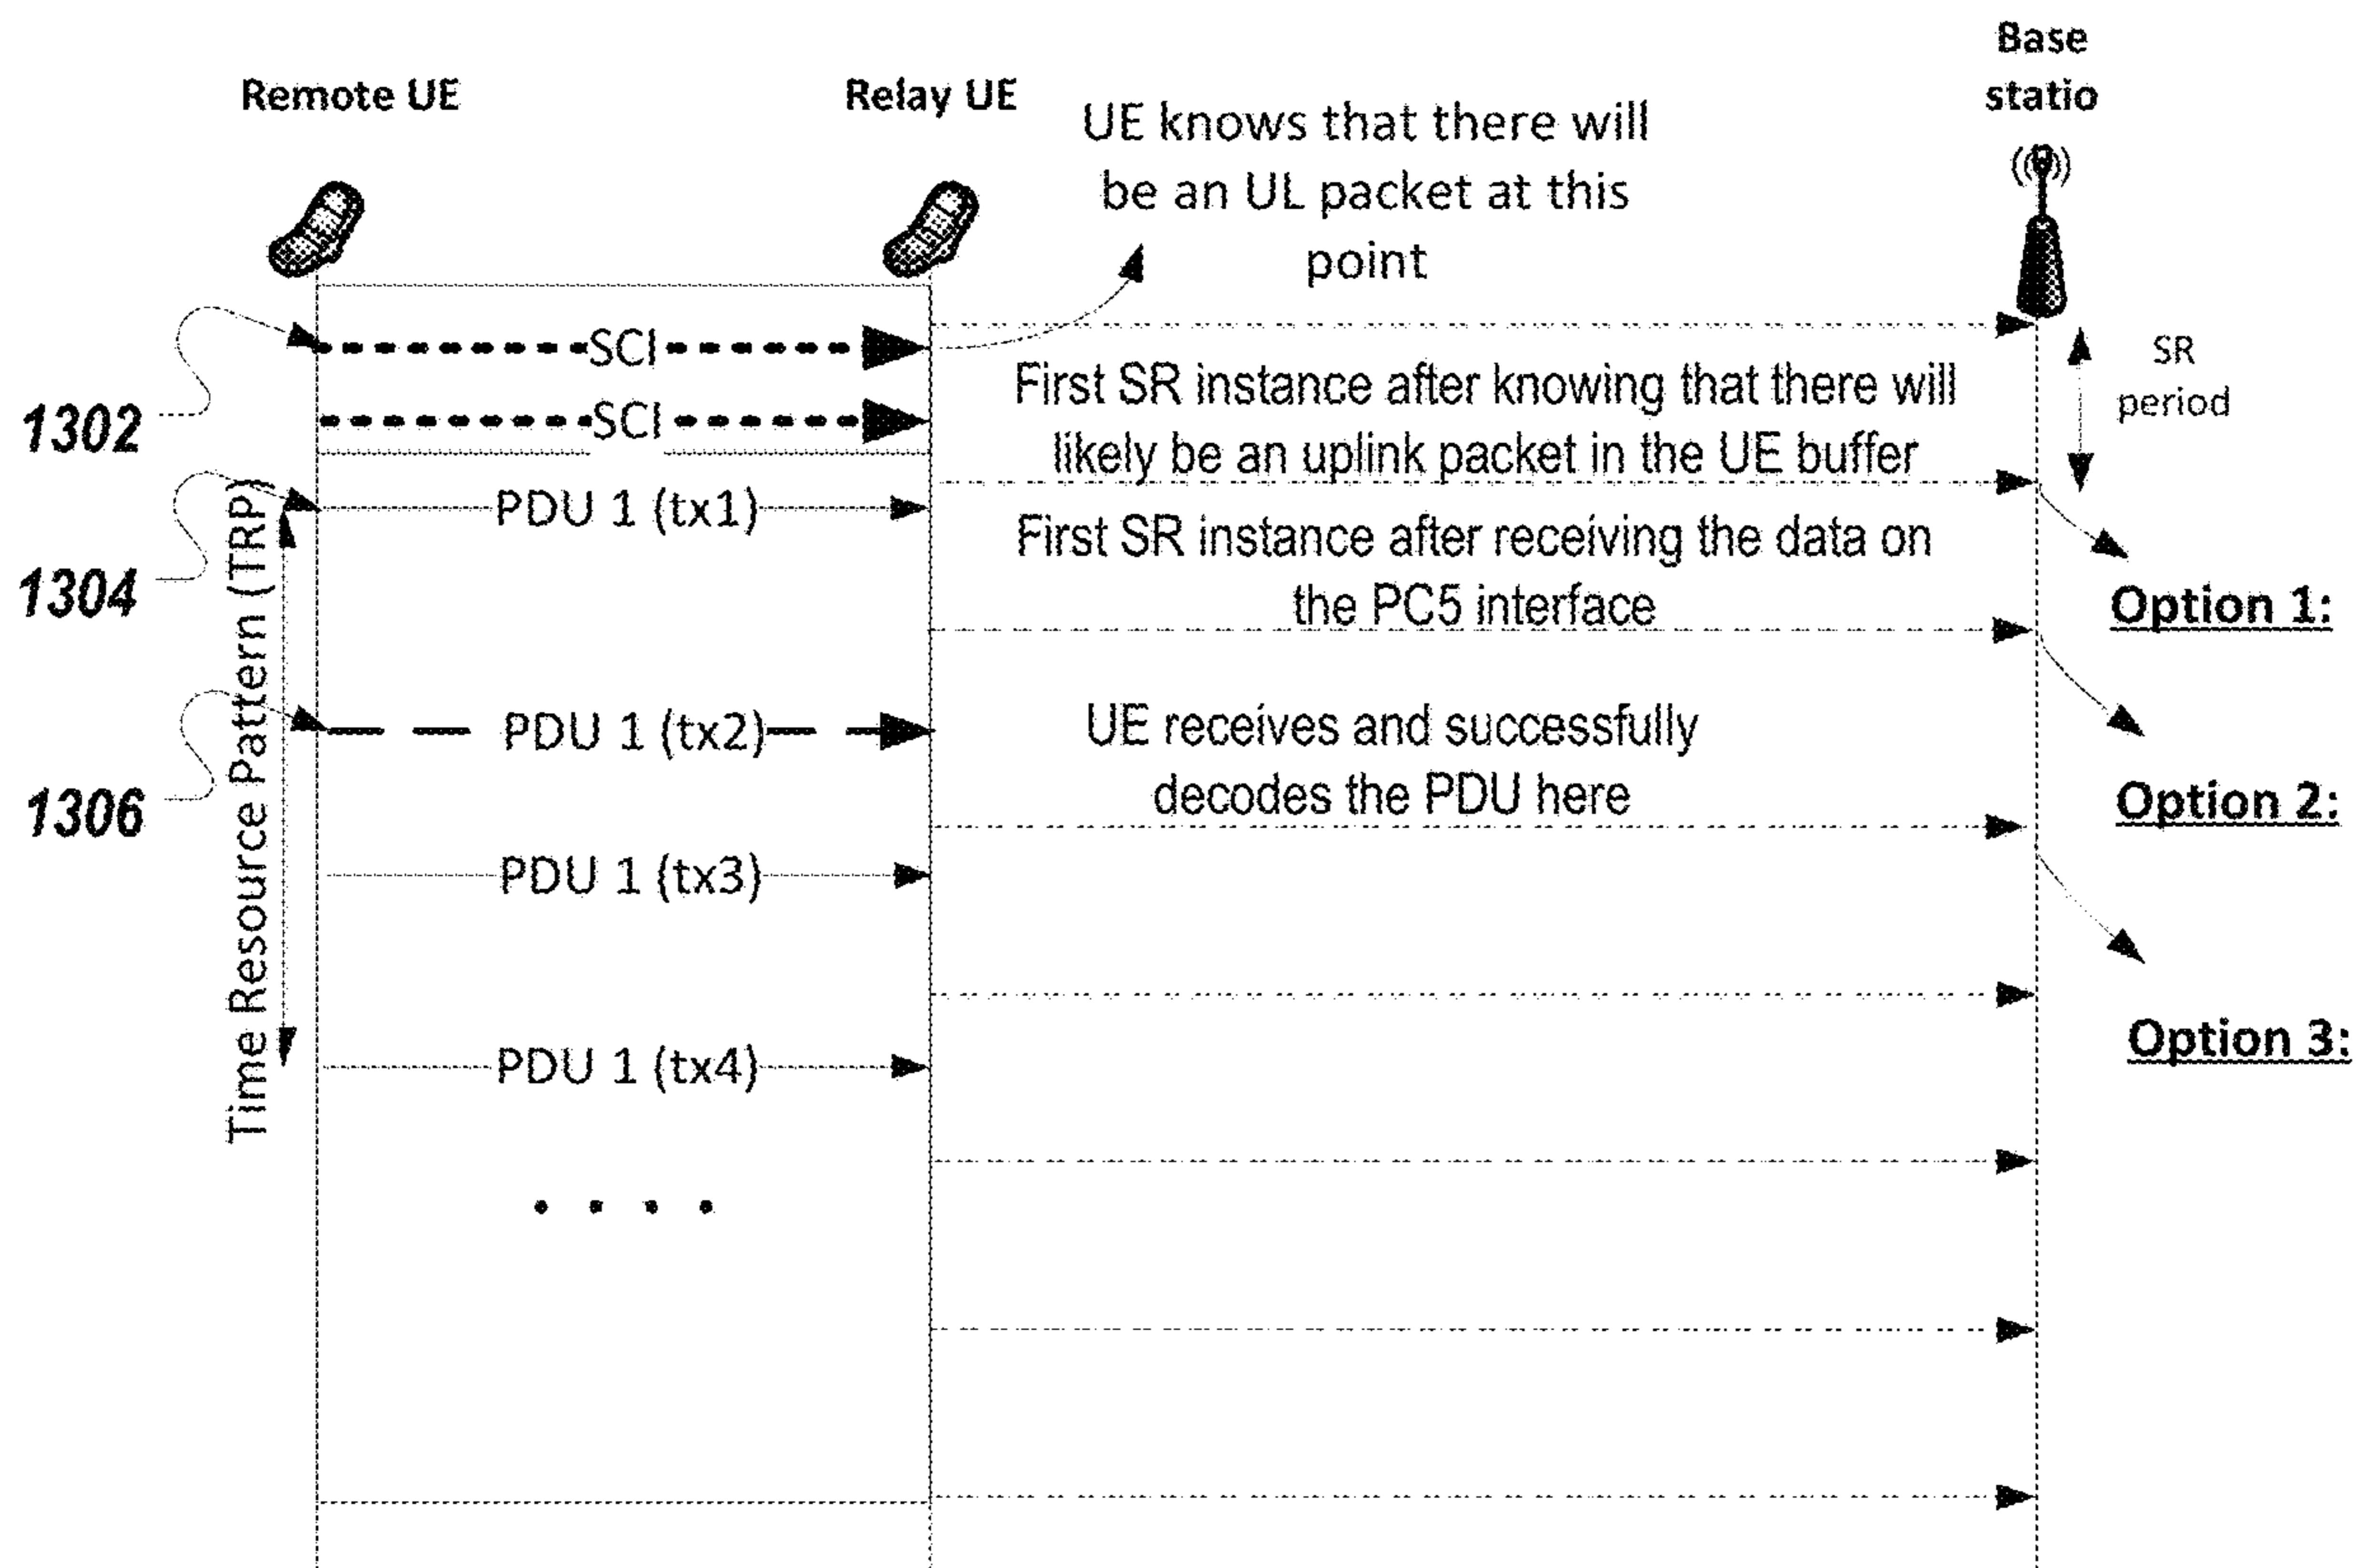 Base
statio
Remote UE
Relay UE
UE knows that there will
be an UL packet at this
point
SCI
SR
period
First SR instance after knowing that there will
likely be an uplink packet in the UE buffer
1302
SCI
PDU 1 (tx1)
First SR instance after receiving the data on
the PC5 interface
1304
Option 1:
Time Resource Pattern (TRP)
PDU 1 (tx2)
UE receives and successfully
decodes the PDU here
1306
Option 2:
PDU 1 (tx3)
Option 3:
PDU 1 (tx4)
. . . .